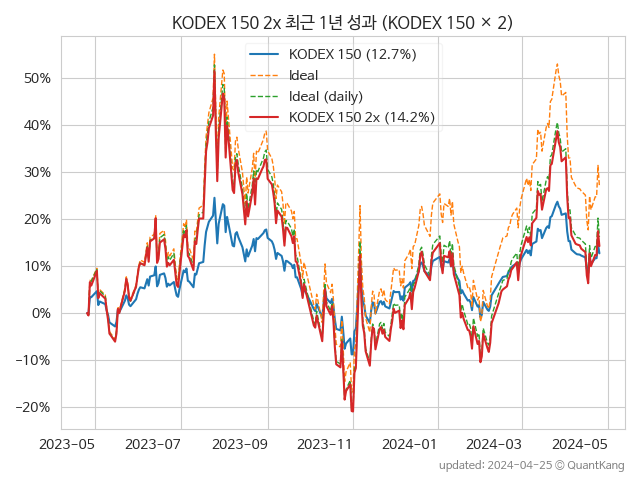 KODEX 150 2x 최근 1년 성과 (KODEX 150 × 2)
KODEX 150 (12.7%)
Ideal
Ideal (daily)
KODEX 150 2x (14.2%)
50%
40%
30%
20%
10%
0%
−10%
−20%
2023-05 2023-07 2023-09 2023-11 2024-01 2024-03 2024-05
updated: 2024-04-25 © QuantKang